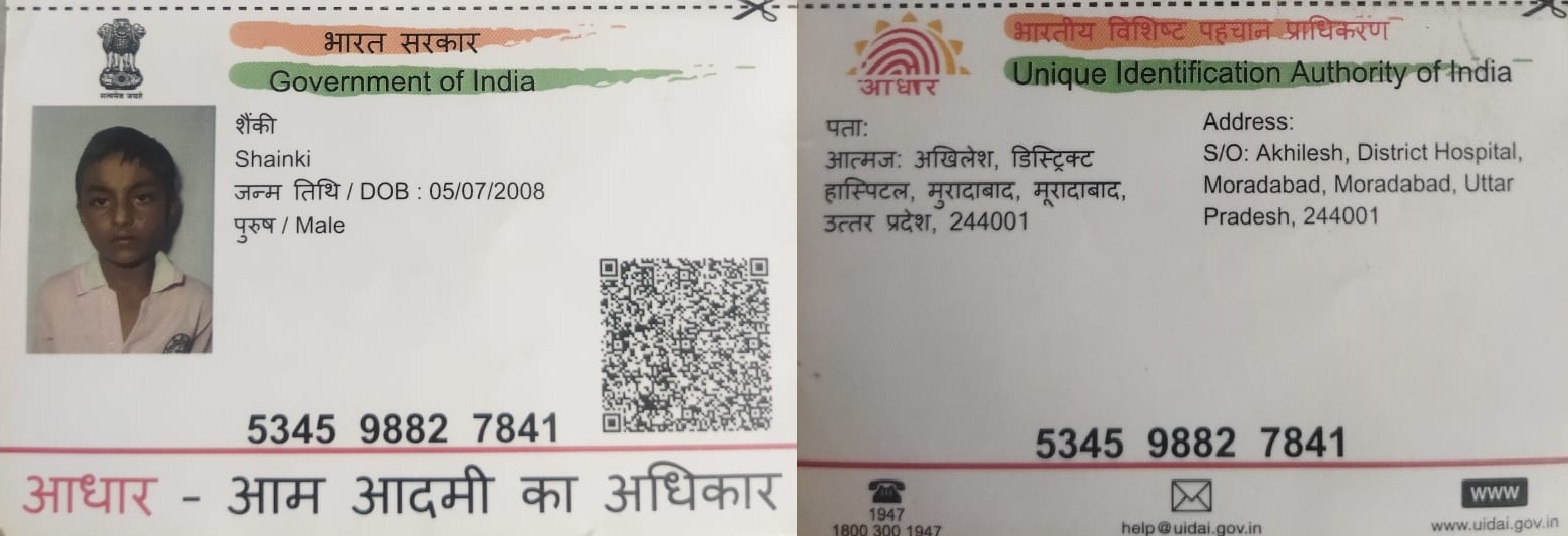 भारत सरकार
Government of India
सत्यमेव जयते
शैंकी
Shainki
जन्म तिथि / DOB : 05/07/2008
पुरुष / Male
5345 9882 7841
आधार - आम आदमी का अधिकार
भारतीय विशिष्ट पहचान प्राधिकरण
Unique Identification Authority of India
आधार
पता:
आत्मज: अखिलेश, डिस्ट्रिक्ट
हास्पिटल, मुरादाबाद, मूरादाबाद,
उत्तर प्रदेश, 244001
Address:
S/O: Akhilesh, District Hospital,
Moradabad, Moradabad, Uttar
Pradesh, 244001
5345 9882 7841
1947
1800 300 1947
help@uidai.gov.in
WWW
www.uidai.gov.in